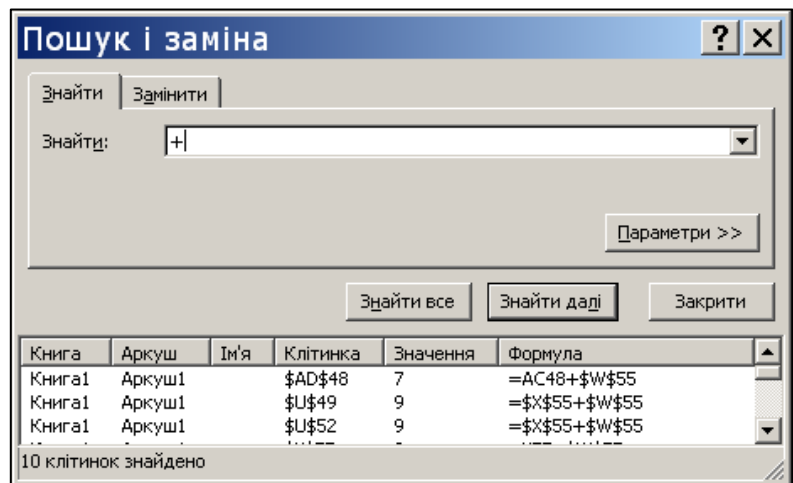 Пошук і заміна
Знайти Замінити
Знайти: +
Параметри >>
Знайти все Знайти далі Закрити
Книга Аркуш Ім'я Клітинка Значення Формула
Книга1 Аркуш1 $AD$48 7 =AC48+$W$55
Книга1 Аркуш1 $U$49 9 =$X$55+$W$55
Книга1 Аркуш1 $U$52 9 =$X$55+$W$55
10 клітинок знайдено